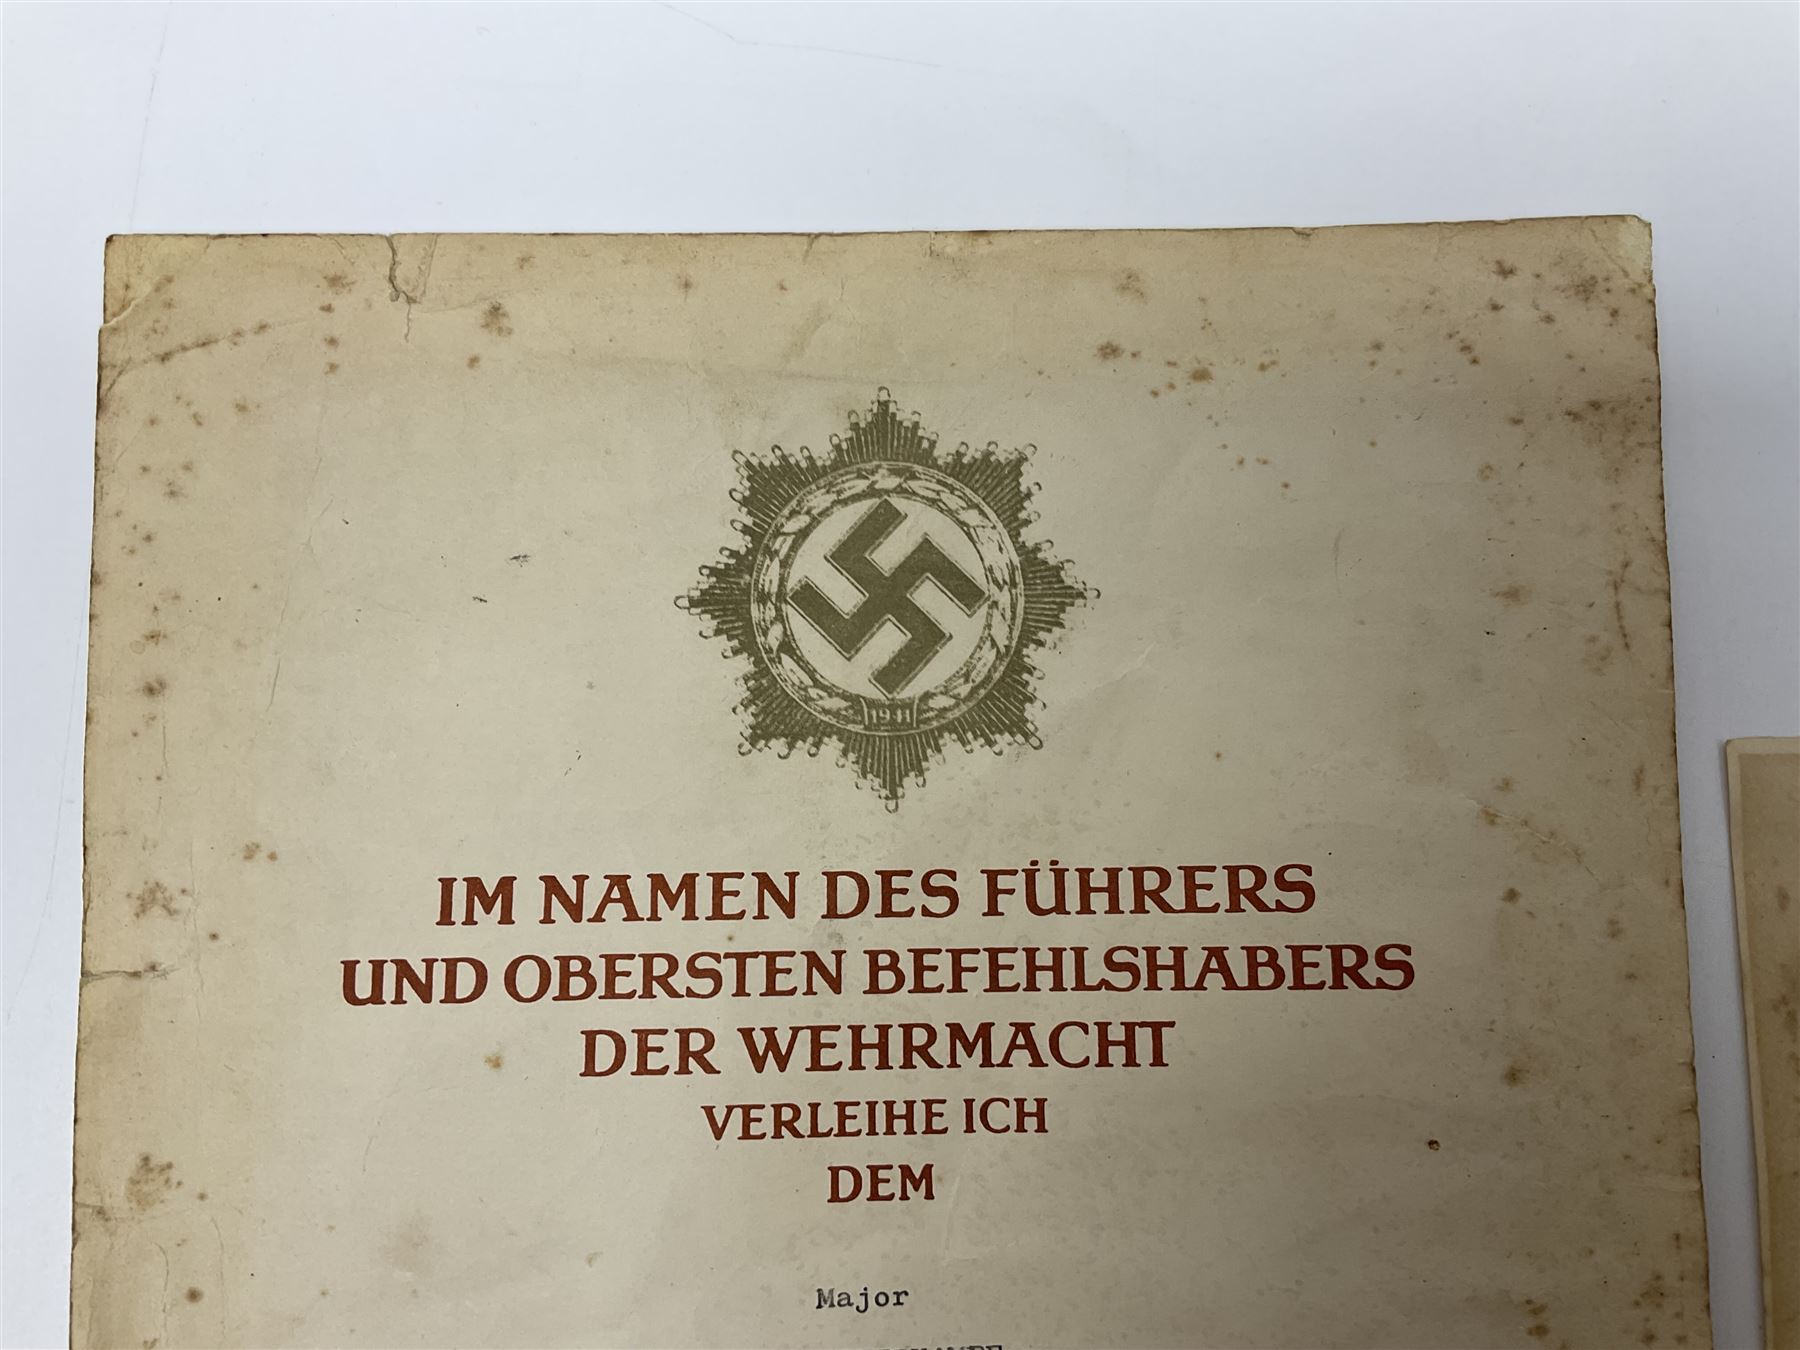 1941
IM NAMEN DES FÜHRERS
UND OBERSTEN BEFEHLSHABERS
DER WEHRMACHT
VERLEIHE ICH
DEM
Major